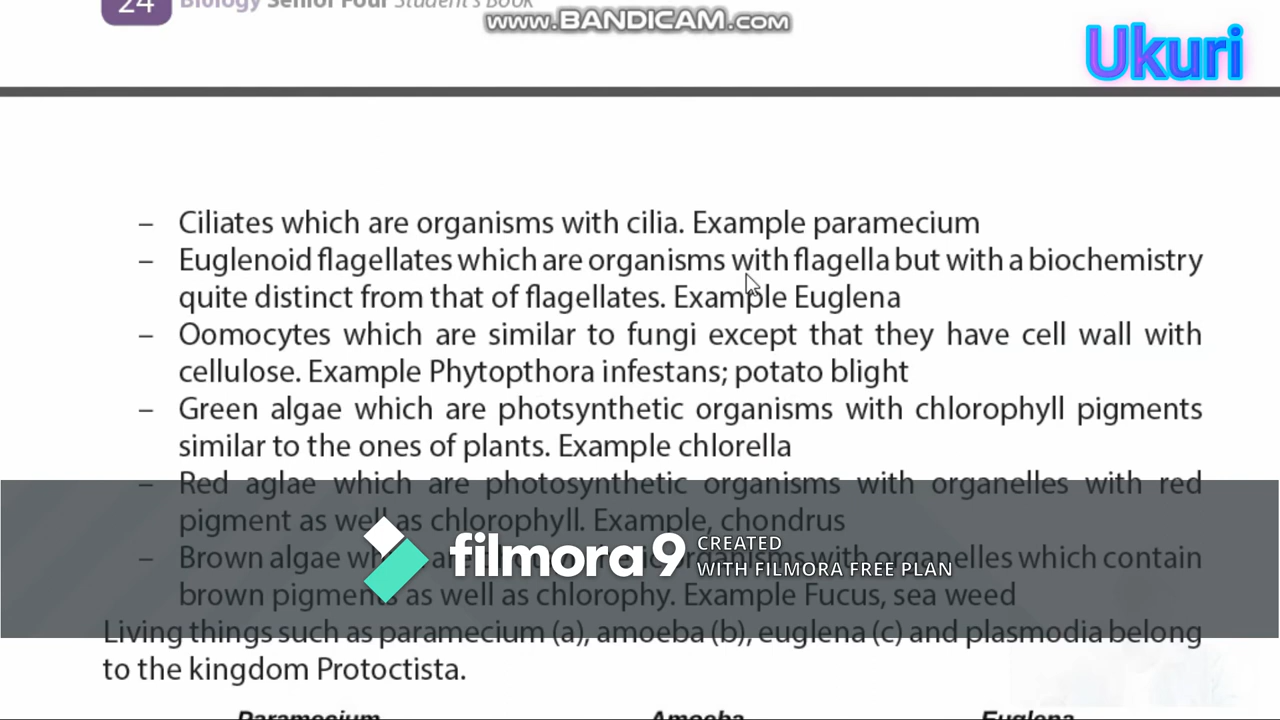 24 Biology Senior Four Student's Book
www.BANDICAM.com
Ukuri
– Ciliates which are organisms with cilia. Example paramecium
– Euglenoid flagellates which are organisms with flagella but with a biochemistry
quite distinct from that of flagellates. Example Euglena
– Oomocytes which are similar to fungi except that they have cell wall with
cellulose. Example Phytopthora infestans; potato blight
– Green algae which are photsynthetic organisms with chlorophyll pigments
similar to the ones of plants. Example chlorella
– Red aglae which are photosynthetic organisms with organelles with red
pigment as well as chlorophyll. Example, chondrus
– Brown algae which are organisms with organelles which contain
brown pigments as well as chlorophy. Example Fucus, sea weed
filmora9 CREATED
WITH FILMORA FREE PLAN
Living things such as paramecium (a), amoeba (b), euglena (c) and plasmodia belong
to the kingdom Protoctista.
Paramecium Amoeba Euglena